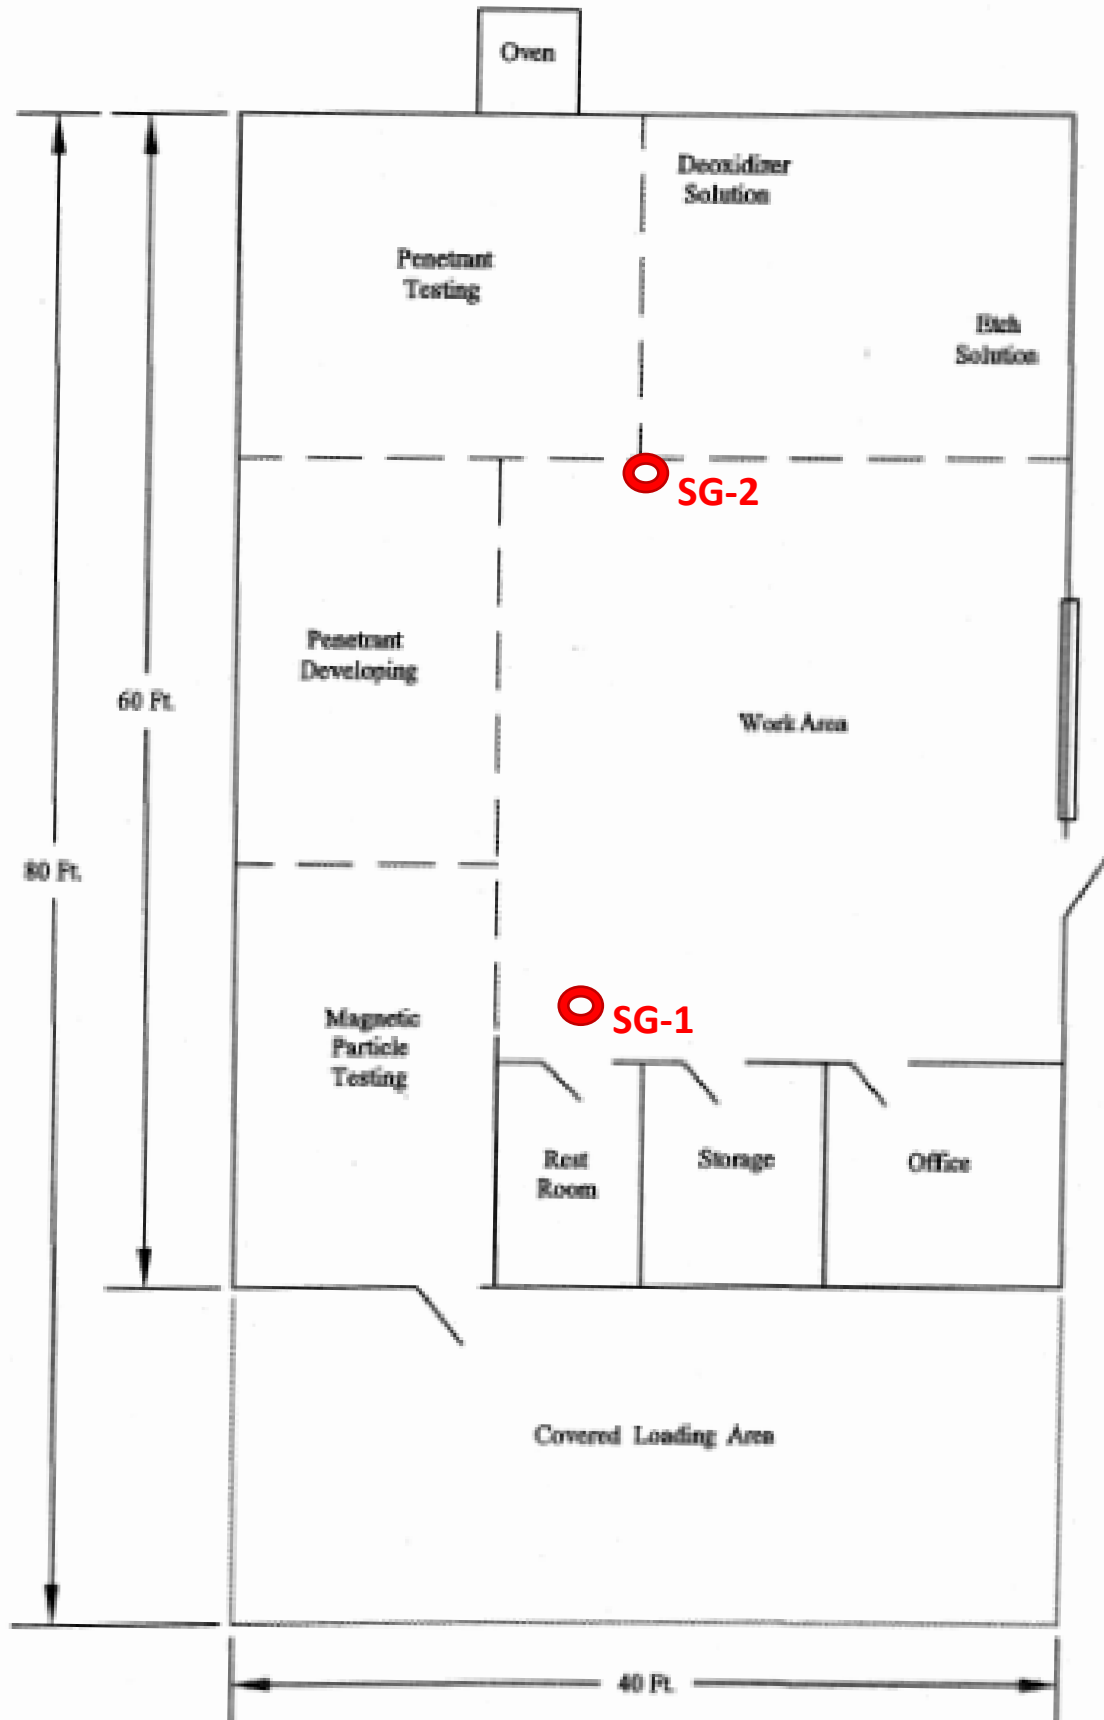 Oven
Deoxidizer
Solution
Penetrant
Testing
Etch
Solution
SG-2
Penetrant
Developing
60 Ft.
Work Area
80 Ft.
SG-1
Magnetic
Particle
Testing
Rest
Room
Storage
Office
Covered Loading Area
40 Ft.